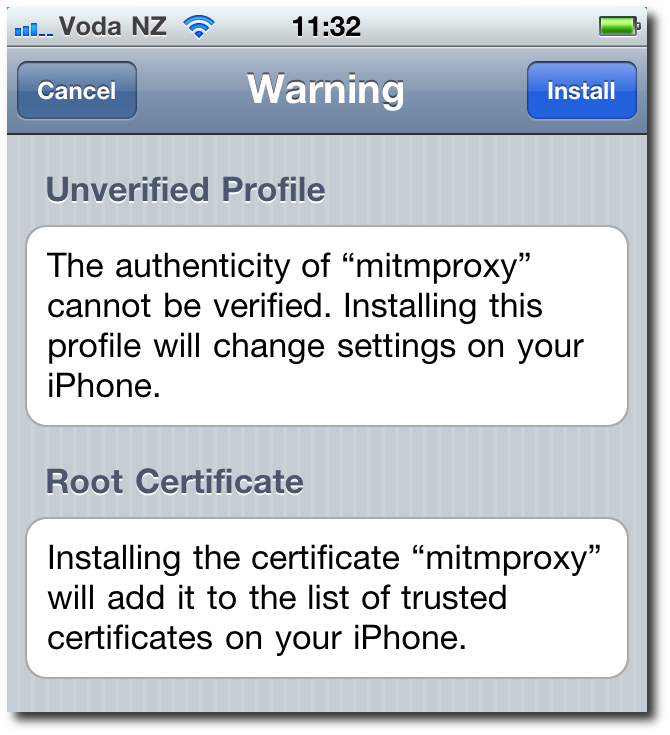 Voda NZ 11:32
Cancel Warning Install
Unverified Profile
The authenticity of “mitmproxy”
cannot be verified. Installing this
profile will change settings on your
iPhone.
Root Certificate
Installing the certificate “mitmproxy”
will add it to the list of trusted
certificates on your iPhone.